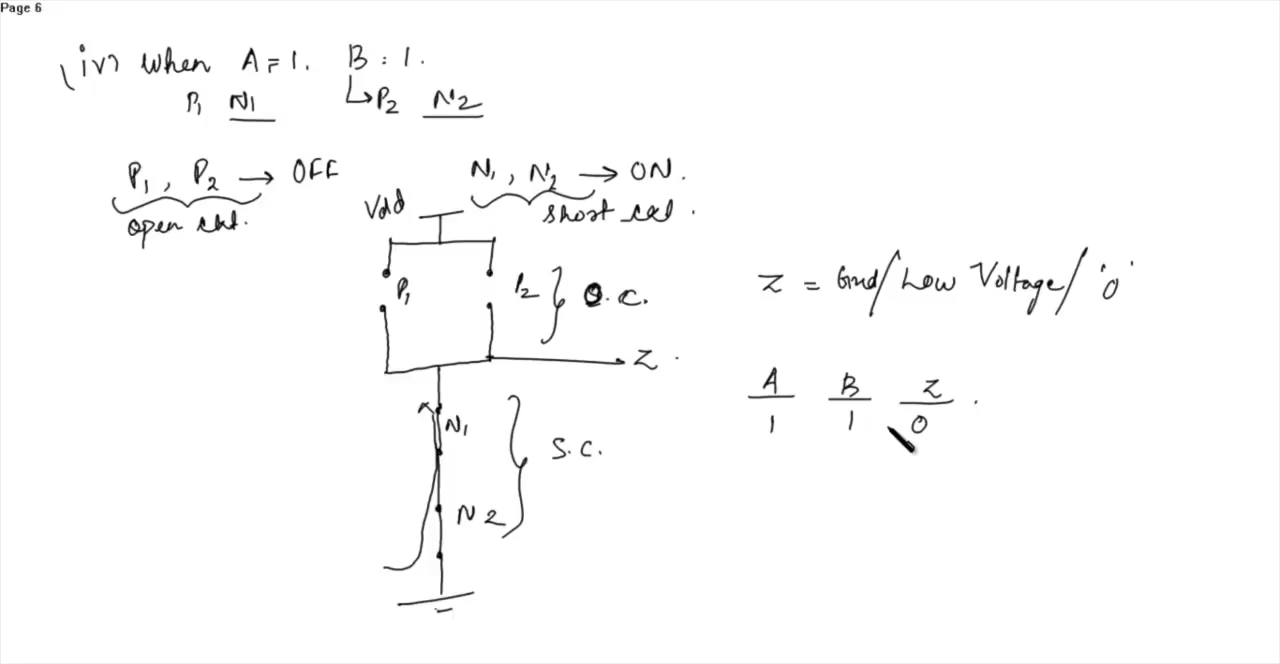 Page 6
(iv) when A = 1. B : 1.
P1 N1 ↳ P2 N2
P1, P2 → OFF N1, N2 → ON.
open ckt. short ckt.
Vdd
P1 P2 } O.C.
Z = Gnd/Low Voltage/'0'
Z.
A B Z.
1 1 0
N1
S.C.
N2